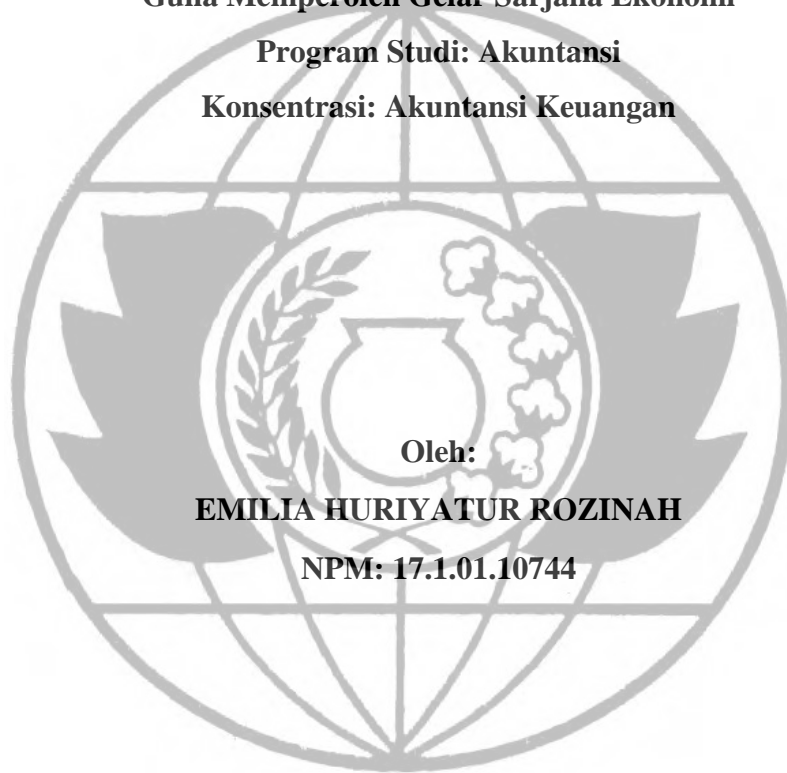 Guna Memperoleh Gelar Sarjana Ekonomi
Program Studi: Akuntansi
Konsentrasi: Akuntansi Keuangan
Oleh:
EMILIA HURIYATUR ROZINAH
NPM: 17.1.01.10744